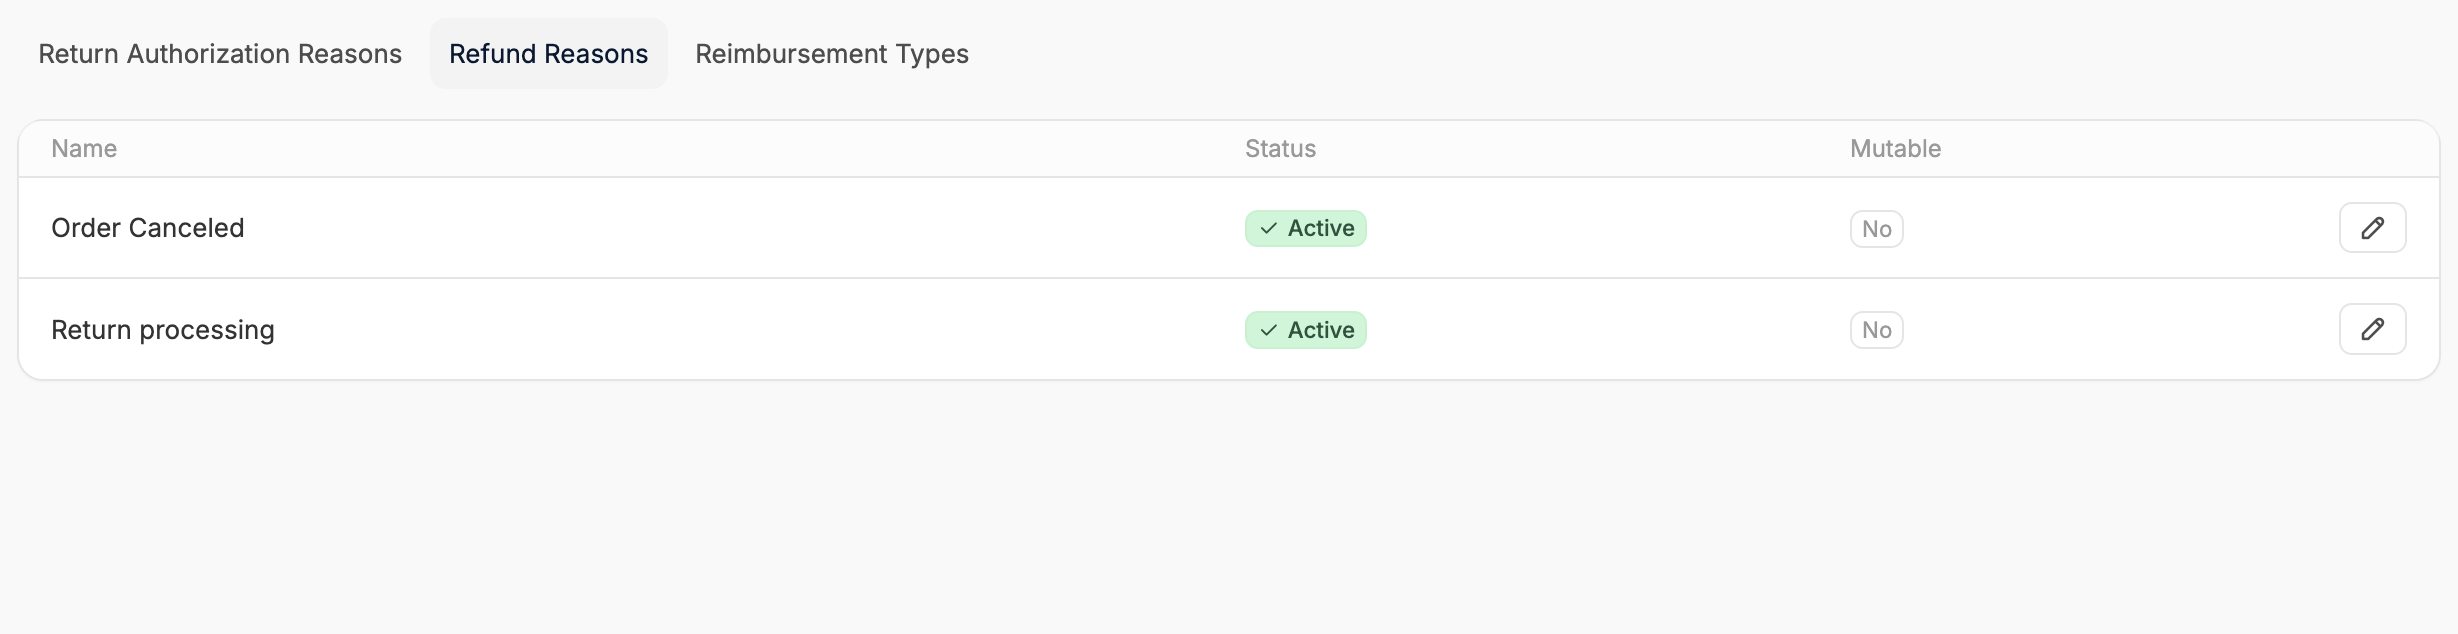 Return Authorization Reasons Refund Reasons Reimbursement Types
Name Status Mutable
Order Canceled Active No
Return processing Active No